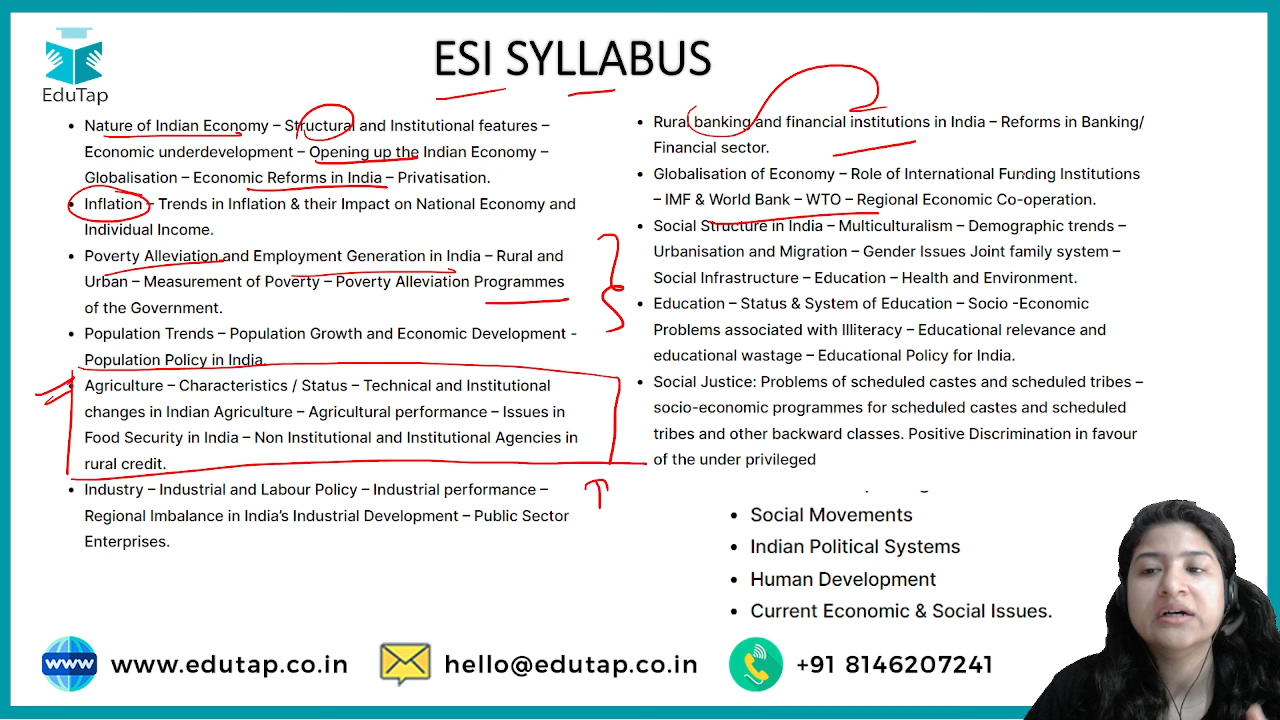 ESI SYLLABUS
EduTap
• Nature of Indian Economy – Structural and Institutional features –
Economic underdevelopment – Opening up the Indian Economy –
Globalisation – Economic Reforms in India – Privatisation.
• Inflation – Trends in Inflation & their Impact on National Economy and
Individual Income.
• Poverty Alleviation and Employment Generation in India – Rural and
Urban – Measurement of Poverty – Poverty Alleviation Programmes
of the Government.
• Population Trends – Population Growth and Economic Development -
Population Policy in India.
• Agriculture – Characteristics / Status – Technical and Institutional
changes in Indian Agriculture – Agricultural performance – Issues in
Food Security in India – Non Institutional and Institutional Agencies in
rural credit.
• Industry – Industrial and Labour Policy – Industrial performance –
Regional Imbalance in India's Industrial Development – Public Sector
Enterprises.
• Rural banking and financial institutions in India – Reforms in Banking/
Financial sector.
• Globalisation of Economy – Role of International Funding Institutions
– IMF & World Bank – WTO – Regional Economic Co-operation.
• Social Structure in India – Multiculturalism – Demographic trends –
Urbanisation and Migration – Gender Issues Joint family system –
Social Infrastructure – Education – Health and Environment.
• Education – Status & System of Education – Socio -Economic
Problems associated with Illiteracy – Educational relevance and
educational wastage – Educational Policy for India.
• Social Justice: Problems of scheduled castes and scheduled tribes –
socio-economic programmes for scheduled castes and scheduled
tribes and other backward classes. Positive Discrimination in favour
of the under privileged
• Social Movements
• Indian Political Systems
• Human Development
• Current Economic & Social Issues.
www www.edutap.co.in hello@edutap.co.in +91 8146207241